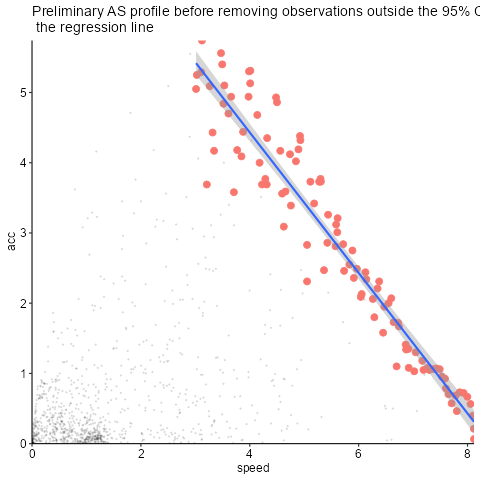 Preliminary AS profile before removing observations outside the 95%
the regression line
5
4
acc
3
2
1
0
0 2 4 6 8
speed